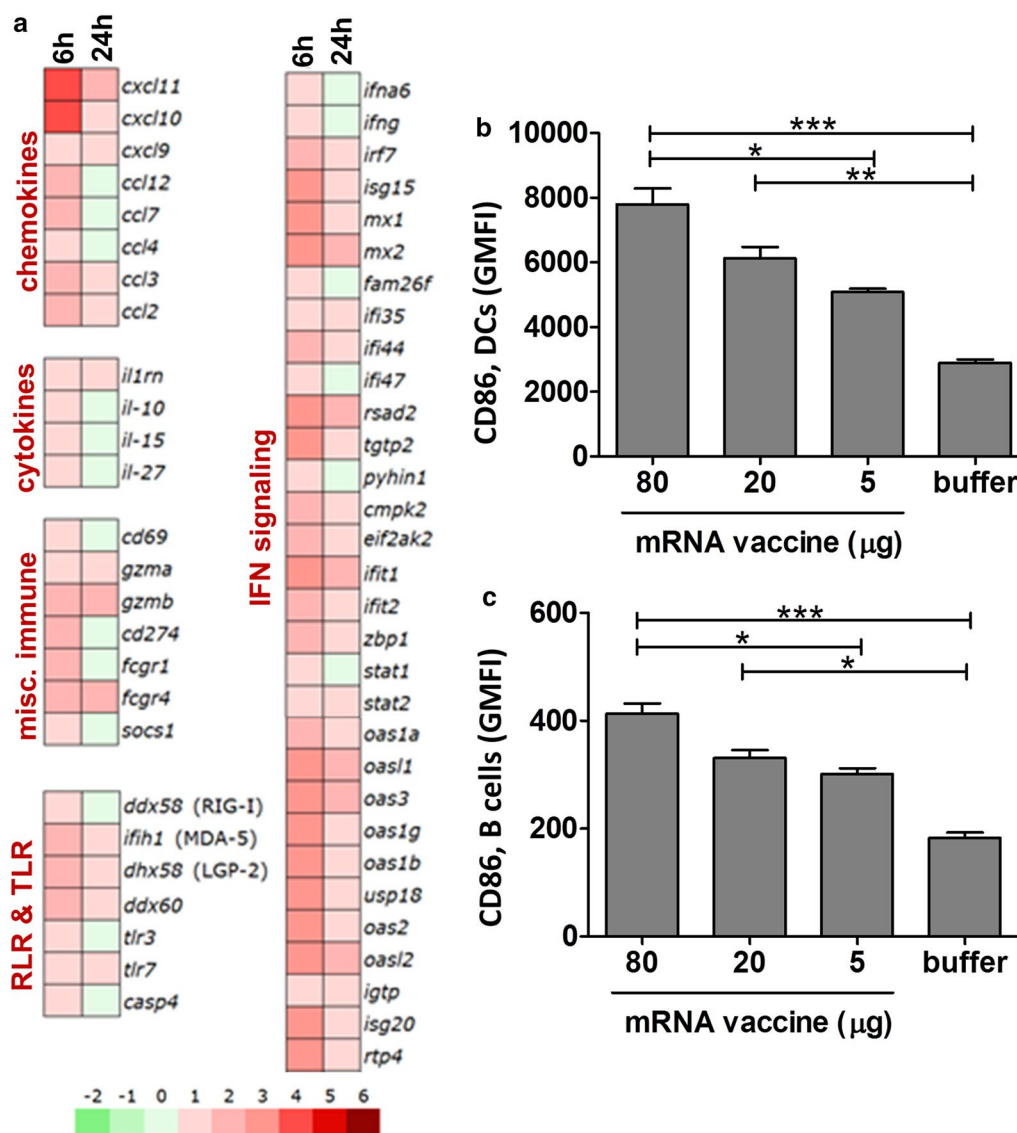 a
6h 24h
chemokines
cxcl11
cxcl10
cxcl9
ccl12
ccl7
ccl4
ccl3
ccl2
cytokines
il1rn
il-10
il-15
il-27
misc. immune
cd69
gzma
gzmb
cd274
fcgr1
fcgr4
socs1
RLR & TLR
ddx58 (RIG-I)
ifih1 (MDA-5)
dhx58 (LGP-2)
ddx60
tlr3
tlr7
casp4
6h 24h
IFN signaling
ifna6
ifng
irf7
isg15
mx1
mx2
fam26f
ifi35
ifi44
ifi47
rsad2
tgtp2
pyhin1
cmpk2
eif2ak2
ifit1
ifit2
zbp1
stat1
stat2
oas1a
oasl1
oas3
oas1g
oas1b
usp18
oas2
oasl2
igtp
isg20
rtp4
-2 -1 0 1 2 3 4 5 6
b
CD86, DCs (GMFI)
10000
8000
6000
4000
2000
0
***
*
**
80 20 5 buffer
mRNA vaccine (µg)
c
CD86, B cells (GMFI)
600
400
200
0
***
*
*
80 20 5 buffer
mRNA vaccine (µg)